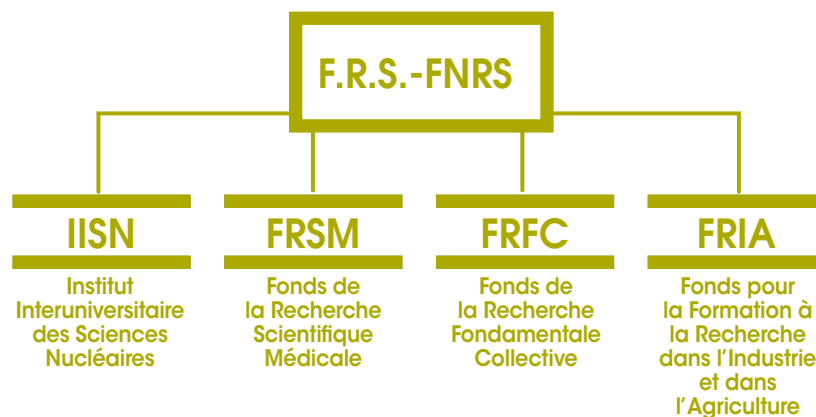 F.R.S.-FNRS
IISN
Institut
Interuniversitaire
des Sciences
Nucléaires
FRSM
Fonds de
la Recherche
Scientifique
Médicale
FRFC
Fonds de
la Recherche
Fondamentale
Collective
FRIA
Fonds pour
la Formation à
la Recherche
dans l'Industrie
et dans
l'Agriculture